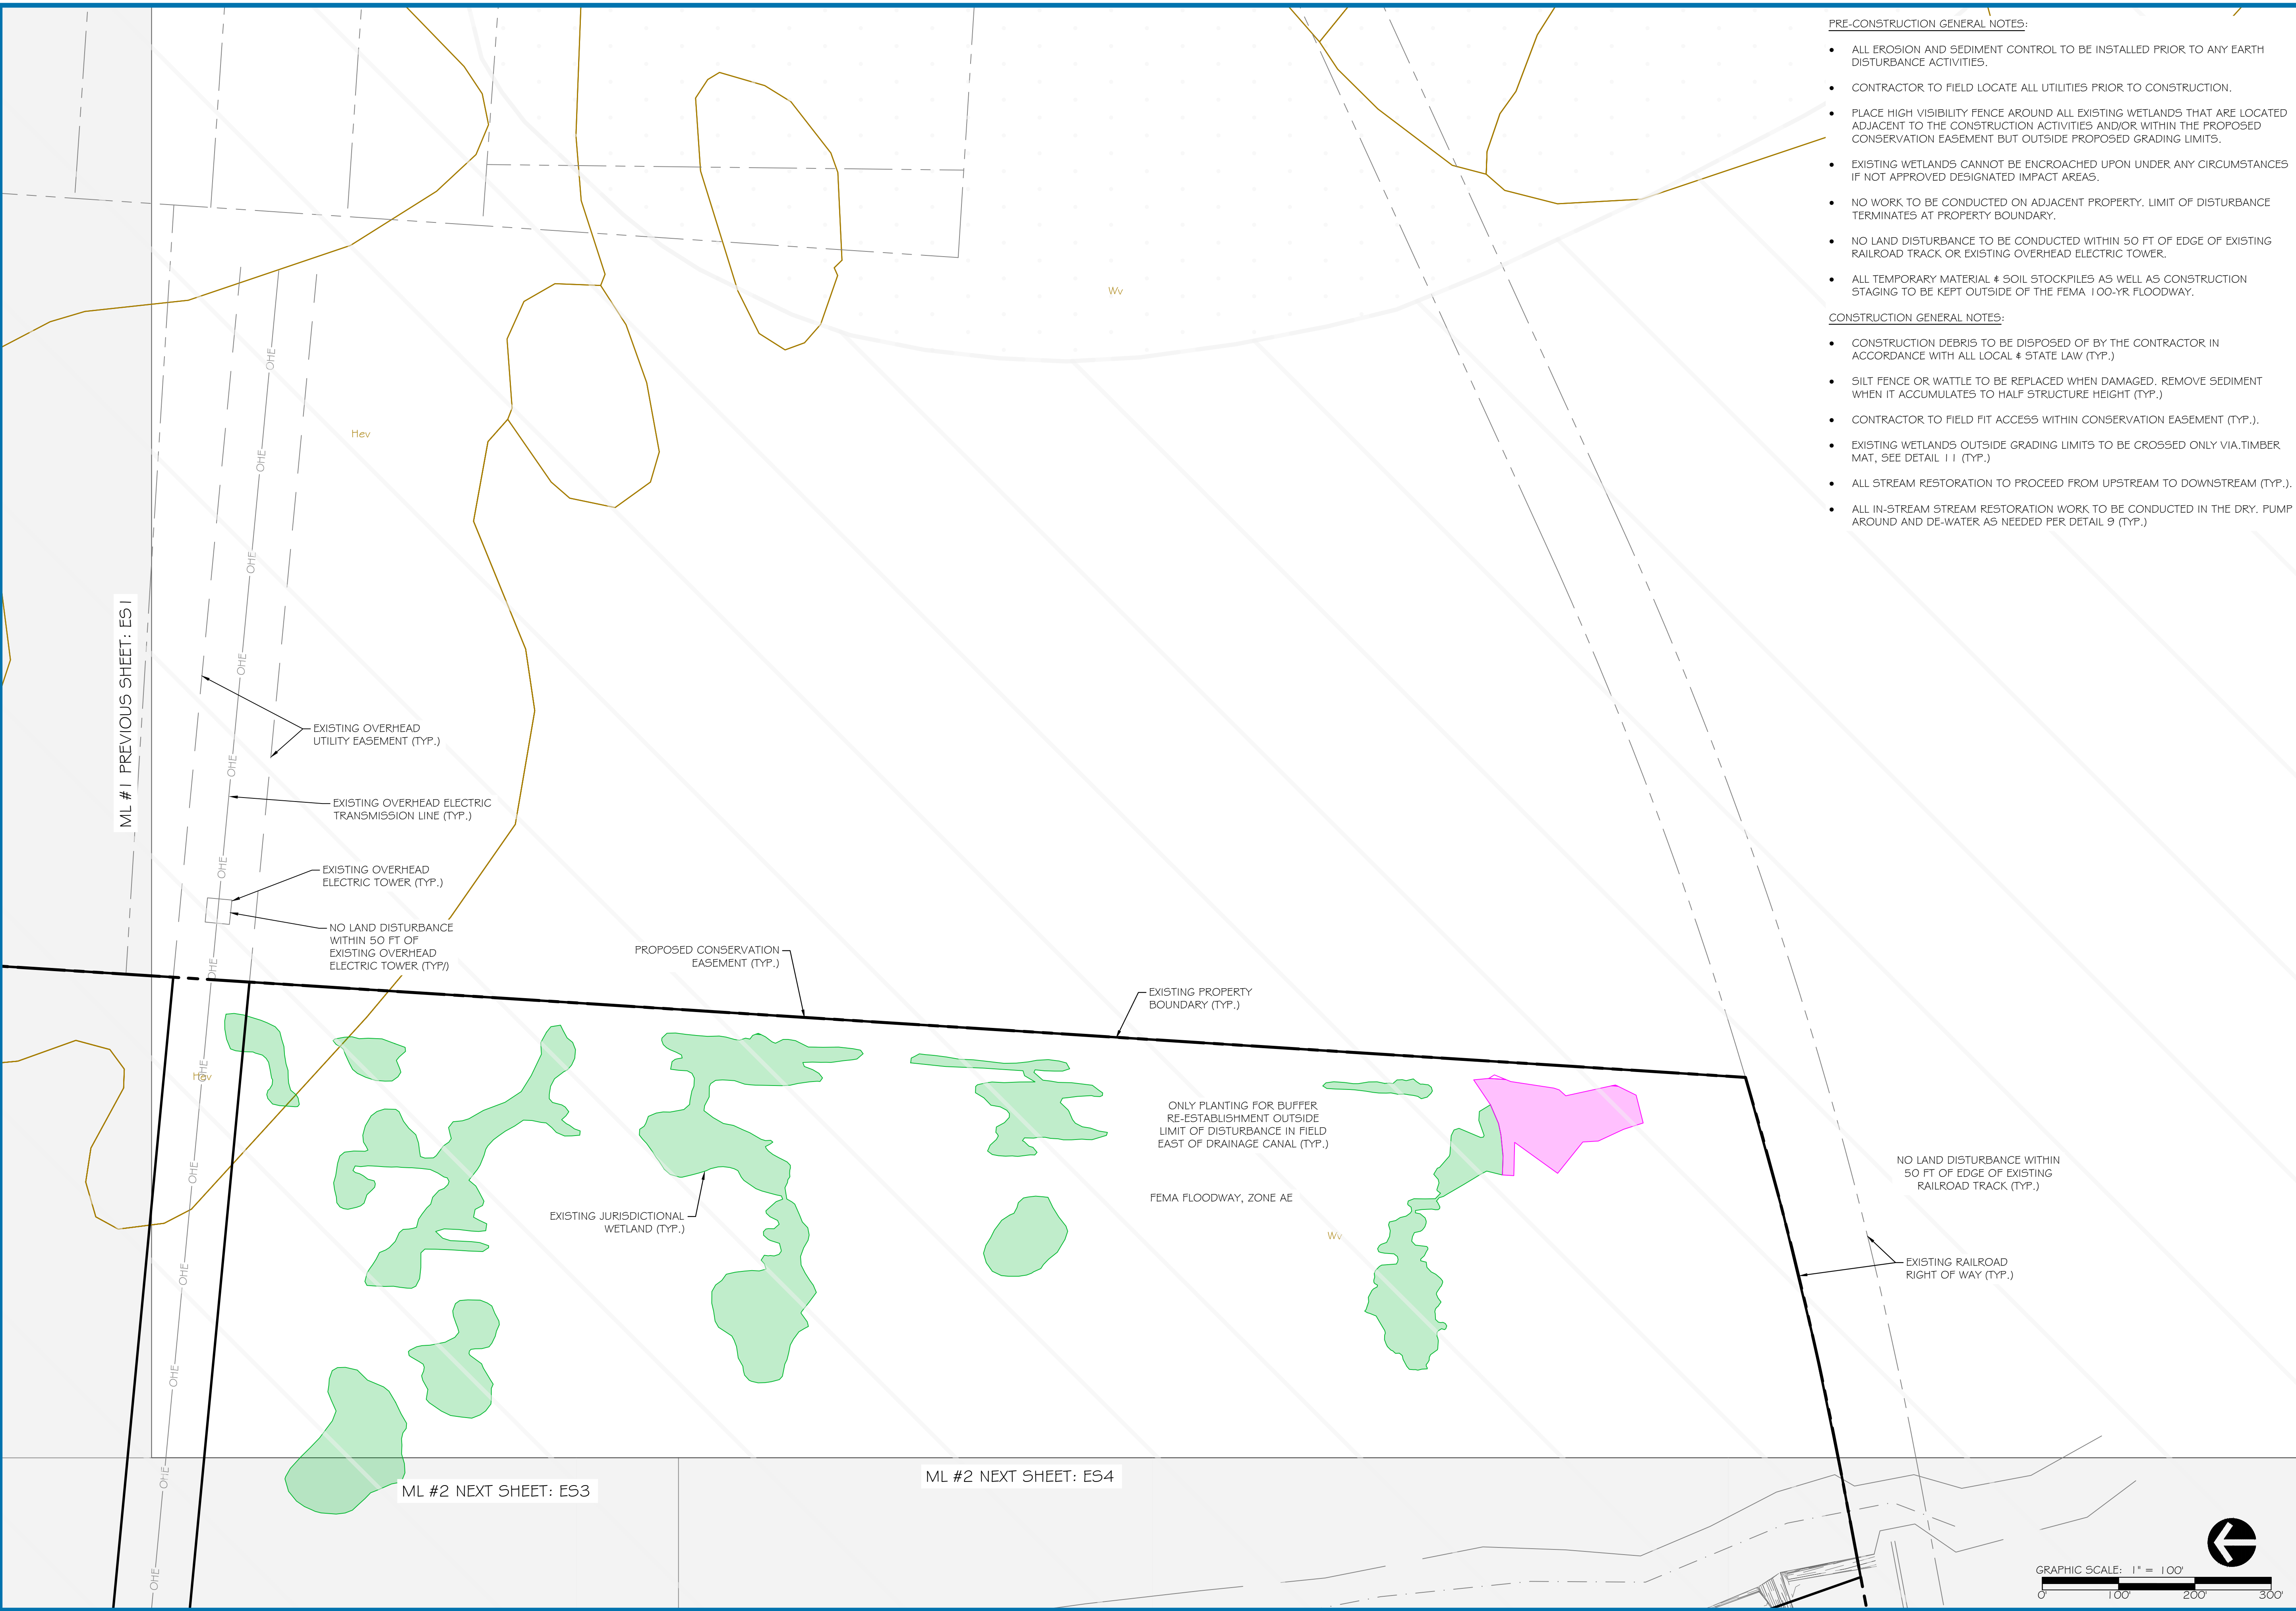 PRE-CONSTRUCTION GENERAL NOTES:
● ALL EROSION AND SEDIMENT CONTROL TO BE INSTALLED PRIOR TO ANY EARTH
DISTURBANCE ACTIVITIES.
● CONTRACTOR TO FIELD LOCATE ALL UTILITIES PRIOR TO CONSTRUCTION.
● PLACE HIGH VISIBILITY FENCE AROUND ALL EXISTING WETLANDS THAT ARE LOCATED
ADJACENT TO THE CONSTRUCTION ACTIVITIES AND/OR WITHIN THE PROPOSED
CONSERVATION EASEMENT BUT OUTSIDE PROPOSED GRADING LIMITS.
● EXISTING WETLANDS CANNOT BE ENCROACHED UPON UNDER ANY CIRCUMSTANCES
IF NOT APPROVED DESIGNATED IMPACT AREAS.
● NO WORK TO BE CONDUCTED ON ADJACENT PROPERTY. LIMIT OF DISTURBANCE
TERMINATES AT PROPERTY BOUNDARY.
● NO LAND DISTURBANCE TO BE CONDUCTED WITHIN 50 FT OF EDGE OF EXISTING
RAILROAD TRACK OR EXISTING OVERHEAD ELECTRIC TOWER.
● ALL TEMPORARY MATERIAL & SOIL STOCKPILES AS WELL AS CONSTRUCTION
STAGING TO BE KEPT OUTSIDE OF THE FEMA 100-YR FLOODWAY.
CONSTRUCTION GENERAL NOTES:
● CONSTRUCTION DEBRIS TO BE DISPOSED OF BY THE CONTRACTOR IN
ACCORDANCE WITH ALL LOCAL & STATE LAW (TYP.)
● SILT FENCE OR WATTLE TO BE REPLACED WHEN DAMAGED. REMOVE SEDIMENT
WHEN IT ACCUMULATES TO HALF STRUCTURE HEIGHT (TYP.)
● CONTRACTOR TO FIELD FIT ACCESS WITHIN CONSERVATION EASEMENT (TYP.).
● EXISTING WETLANDS OUTSIDE GRADING LIMITS TO BE CROSSED ONLY VIA.TIMBER
MAT, SEE DETAIL 11 (TYP.)
● ALL STREAM RESTORATION TO PROCEED FROM UPSTREAM TO DOWNSTREAM (TYP.).
● ALL IN-STREAM STREAM RESTORATION WORK TO BE CONDUCTED IN THE DRY. PUMP
AROUND AND DE-WATER AS NEEDED PER DETAIL 9 (TYP.)
Wv
Hev
OHE
OHE
OHE
OHE
OHE
OHE
OHE
OHE
OHE
OHE
OHE
OHE
OHE
ML #1 PREVIOUS SHEET: ES1
EXISTING OVERHEAD
UTILITY EASEMENT (TYP.)
EXISTING OVERHEAD ELECTRIC
TRANSMISSION LINE (TYP.)
EXISTING OVERHEAD
ELECTRIC TOWER (TYP.)
NO LAND DISTURBANCE
WITHIN 50 FT OF
EXISTING OVERHEAD
ELECTRIC TOWER (TYP/)
PROPOSED CONSERVATION
EASEMENT (TYP.)
EXISTING PROPERTY
BOUNDARY (TYP.)
Hev
ONLY PLANTING FOR BUFFER
RE-ESTABLISHMENT OUTSIDE
LIMIT OF DISTURBANCE IN FIELD
EAST OF DRAINAGE CANAL (TYP.)
NO LAND DISTURBANCE WITHIN
50 FT OF EDGE OF EXISTING
RAILROAD TRACK (TYP.)
FEMA FLOODWAY, ZONE AE
EXISTING JURISDICTIONAL
WETLAND (TYP.)
Wv
EXISTING RAILROAD
RIGHT OF WAY (TYP.)
ML #2 NEXT SHEET: ES3
ML #2 NEXT SHEET: ES4
GRAPHIC SCALE: 1" = 100'
0' 100' 200' 300'